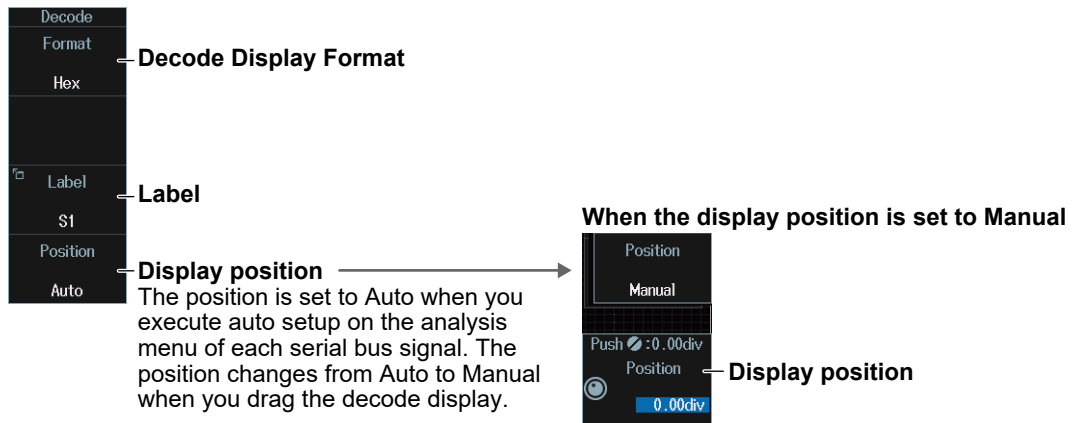 Decode
Format
Hex
Decode Display Format
Label
S1
Label
Position
Auto
Display position
The position is set to Auto when you
execute auto setup on the analysis
menu of each serial bus signal. The
position changes from Auto to Manual
when you drag the decode display.
When the display position is set to Manual
Position
Manual
Push :0.00div
Position
0.00div
Display position